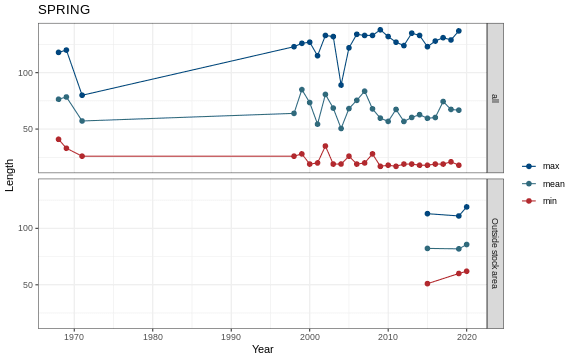 SPRING
100
50
all
100
50
Outside stock area
Length
1970
1980
1990
2000
2010
2020
Year
max
mean
min